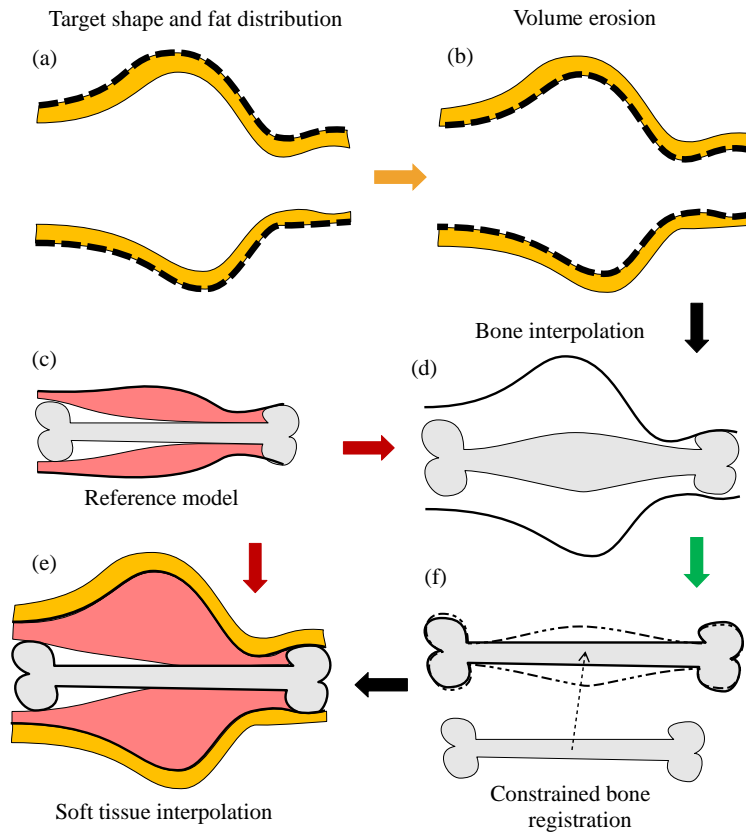 Target shape and fat distribution
Volume erosion
(a)
(b)
Bone interpolation
(c)
(d)
Reference model
(e)
(f)
Soft tissue interpolation
Constrained bone
registration